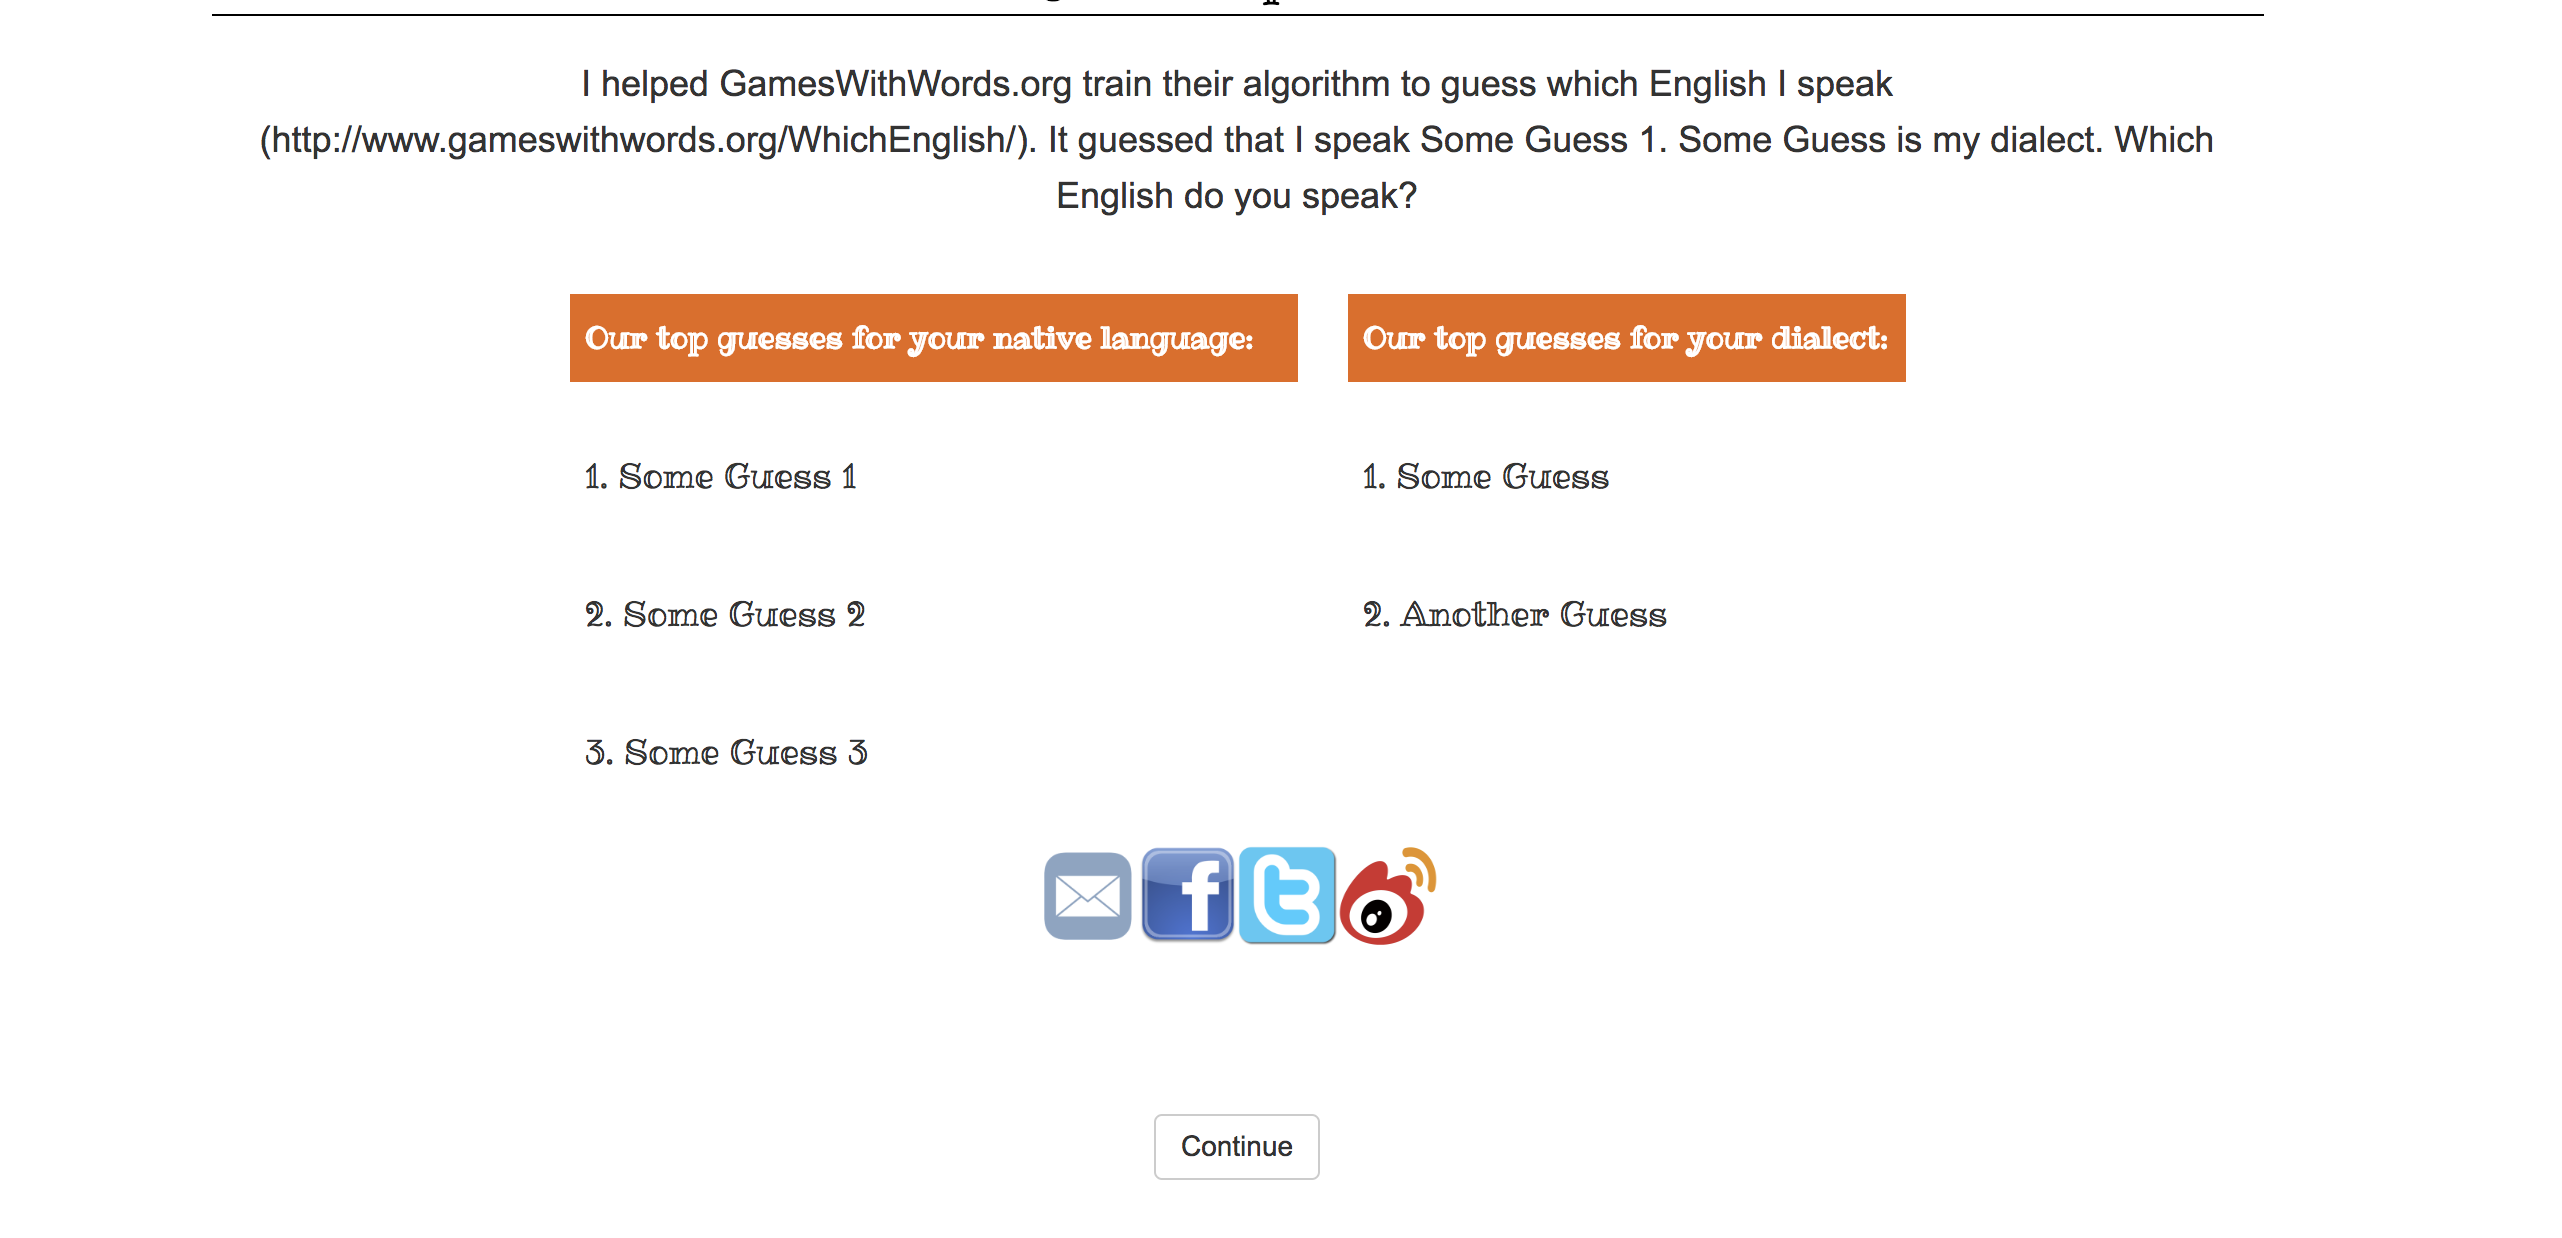 I helped GamesWithWords.org train their algorithm to guess which English I speak
(http://www.gameswithwords.org/WhichEnglish/). It guessed that I speak Some Guess 1. Some Guess is my dialect. Which
English do you speak?
Our top guesses for your native language:
1. Some Guess 1
2. Some Guess 2
3. Some Guess 3
Our top guesses for your dialect:
1. Some Guess
2. Another Guess
Continue